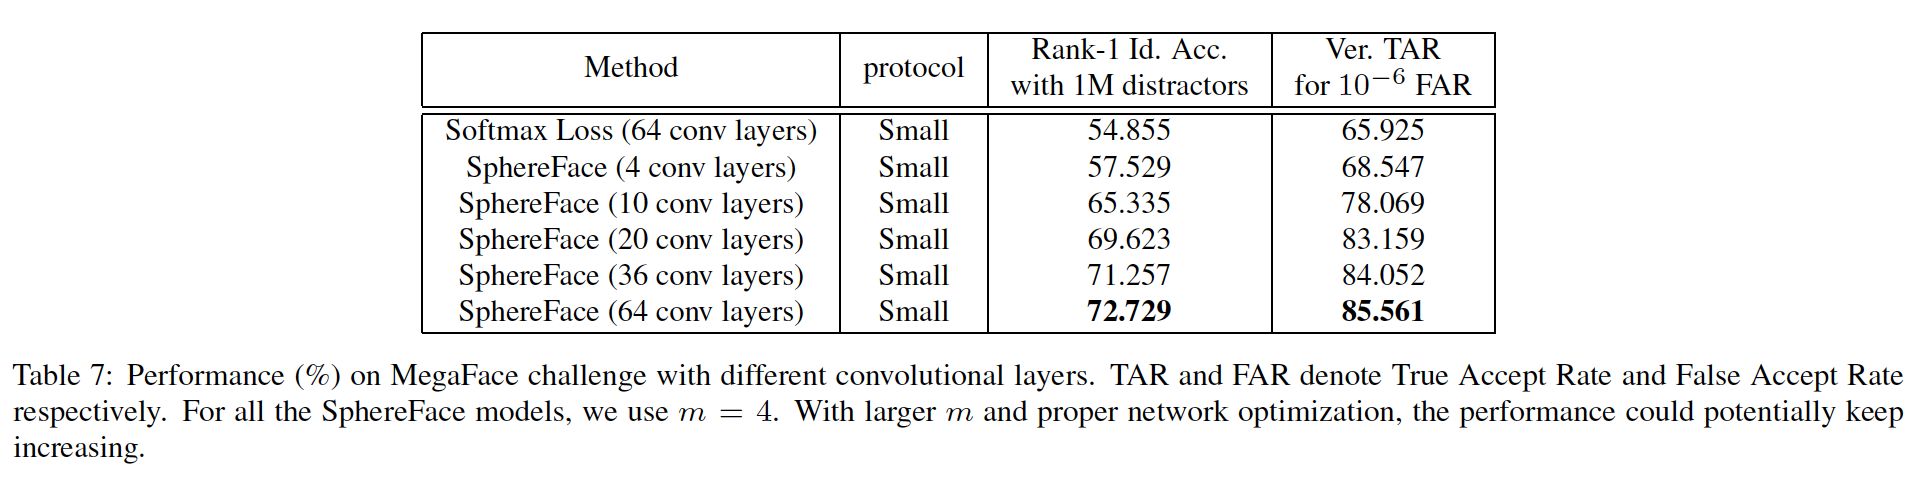 Method protocol Rank-1 Id. Acc. with 1M distractors Ver. TAR for 10⁻⁶ FAR
Softmax Loss (64 conv layers) Small 54.855 65.925
SphereFace (4 conv layers) Small 57.529 68.547
SphereFace (10 conv layers) Small 65.335 78.069
SphereFace (20 conv layers) Small 69.623 83.159
SphereFace (36 conv layers) Small 71.257 84.052
SphereFace (64 conv layers) Small 72.729 85.561
Table 7: Performance (%) on MegaFace challenge with different convolutional layers. TAR and FAR denote True Accept Rate and False Accept Rate
respectively. For all the SphereFace models, we use m = 4. With larger m and proper network optimization, the performance could potentially keep
increasing.